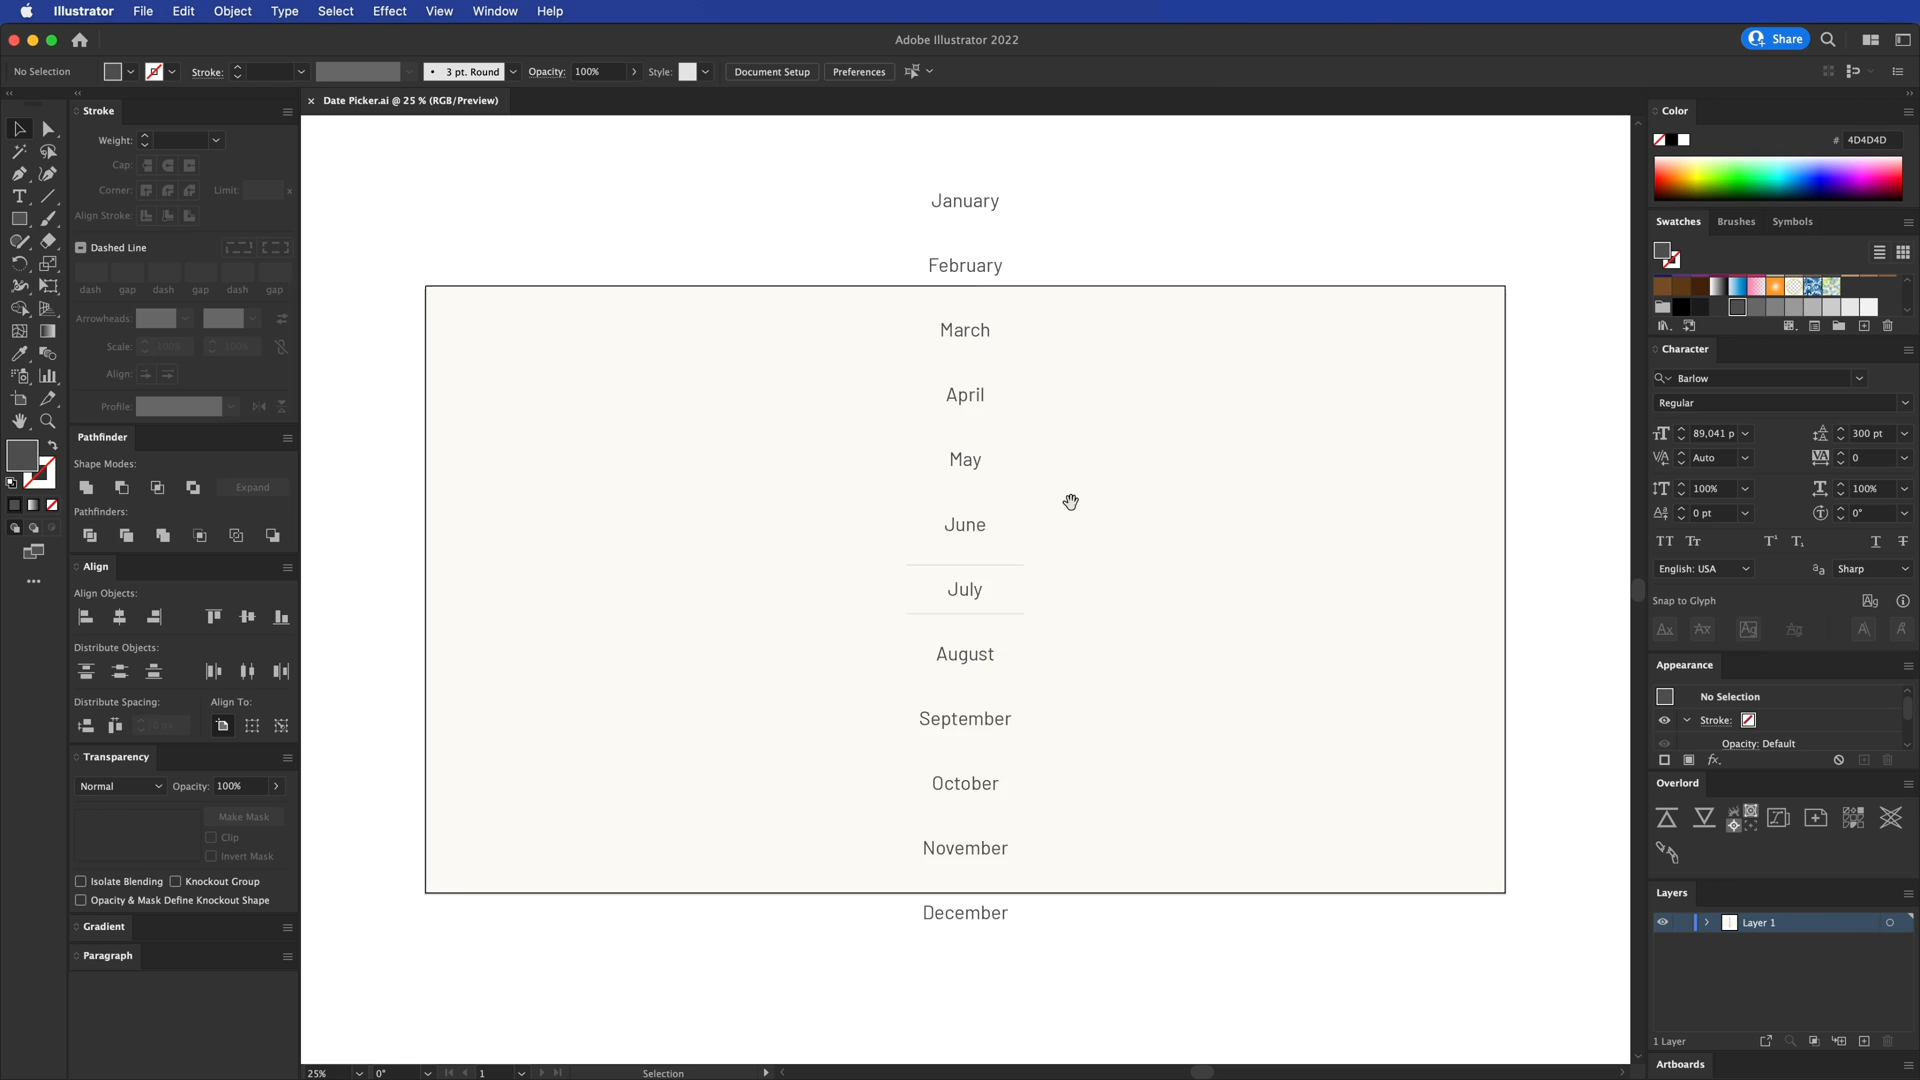 Illustrator File Edit Object Type Select Effect View Window Help
Adobe Illustrator 2022
Share
No Selection
Stroke:
3 pt. Round
Opacity: 100%
Style:
Document Setup
Preferences
× Date Picker.ai @ 25 % (RGB/Preview)
Stroke
Weight:
Cap:
Corner:
Limit:
Align Stroke:
Dashed Line
dash gap dash gap dash gap
Arrowheads:
Scale: 100% 100%
Align:
Profile:
Pathfinder
Shape Modes:
Expand
Pathfinders:
Align
Align Objects:
Distribute Objects:
Distribute Spacing: Align To:
0 px
Transparency
Normal Opacity: 100%
Make Mask
Clip
Invert Mask
Isolate Blending Knockout Group
Opacity & Mask Define Knockout Shape
Gradient
Paragraph
January
February
March
April
May
June
July
August
September
October
November
December
25% 0° 1 Selection
Color
# 4D4D4D
Swatches Brushes Symbols
Character
Barlow
Regular
89,041 p 300 pt
Auto 0
100% 100%
0 pt 0°
English: USA Sharp
Snap to Glyph
Appearance
No Selection
Stroke:
Opacity: Default
Overlord
Layers
Layer 1
1 Layer
Artboards